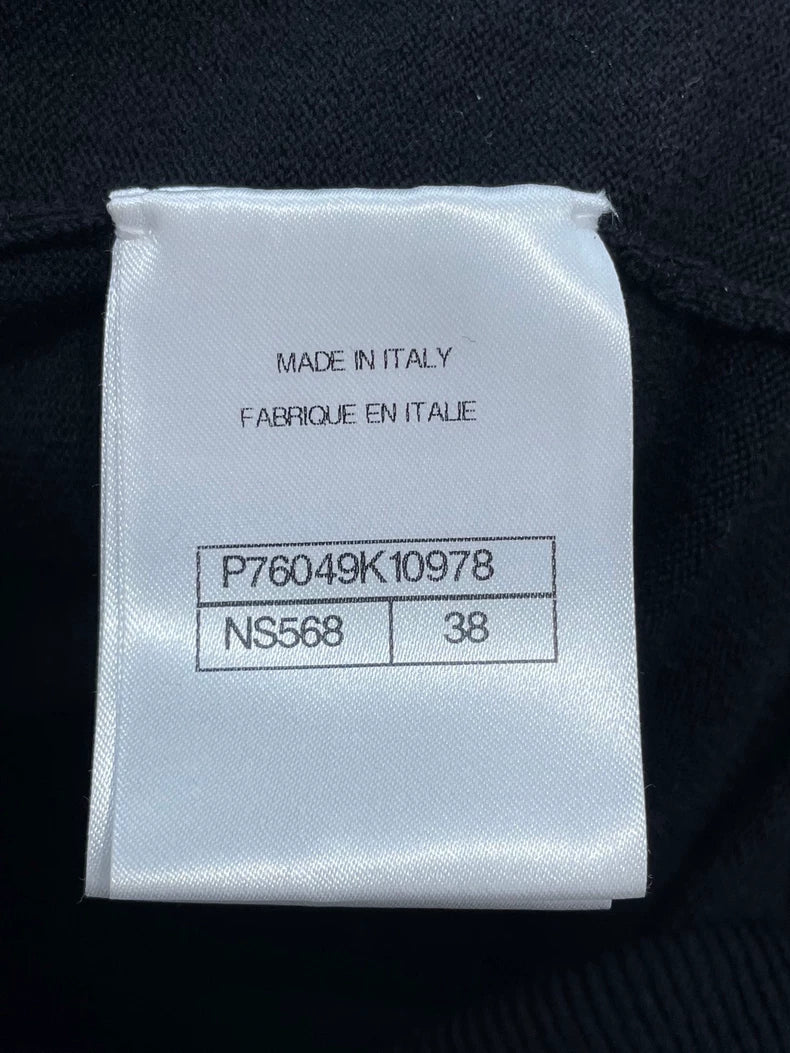 MADE IN ITALY
FABRIQUE EN ITALIE
P76049K10978
NS568 38